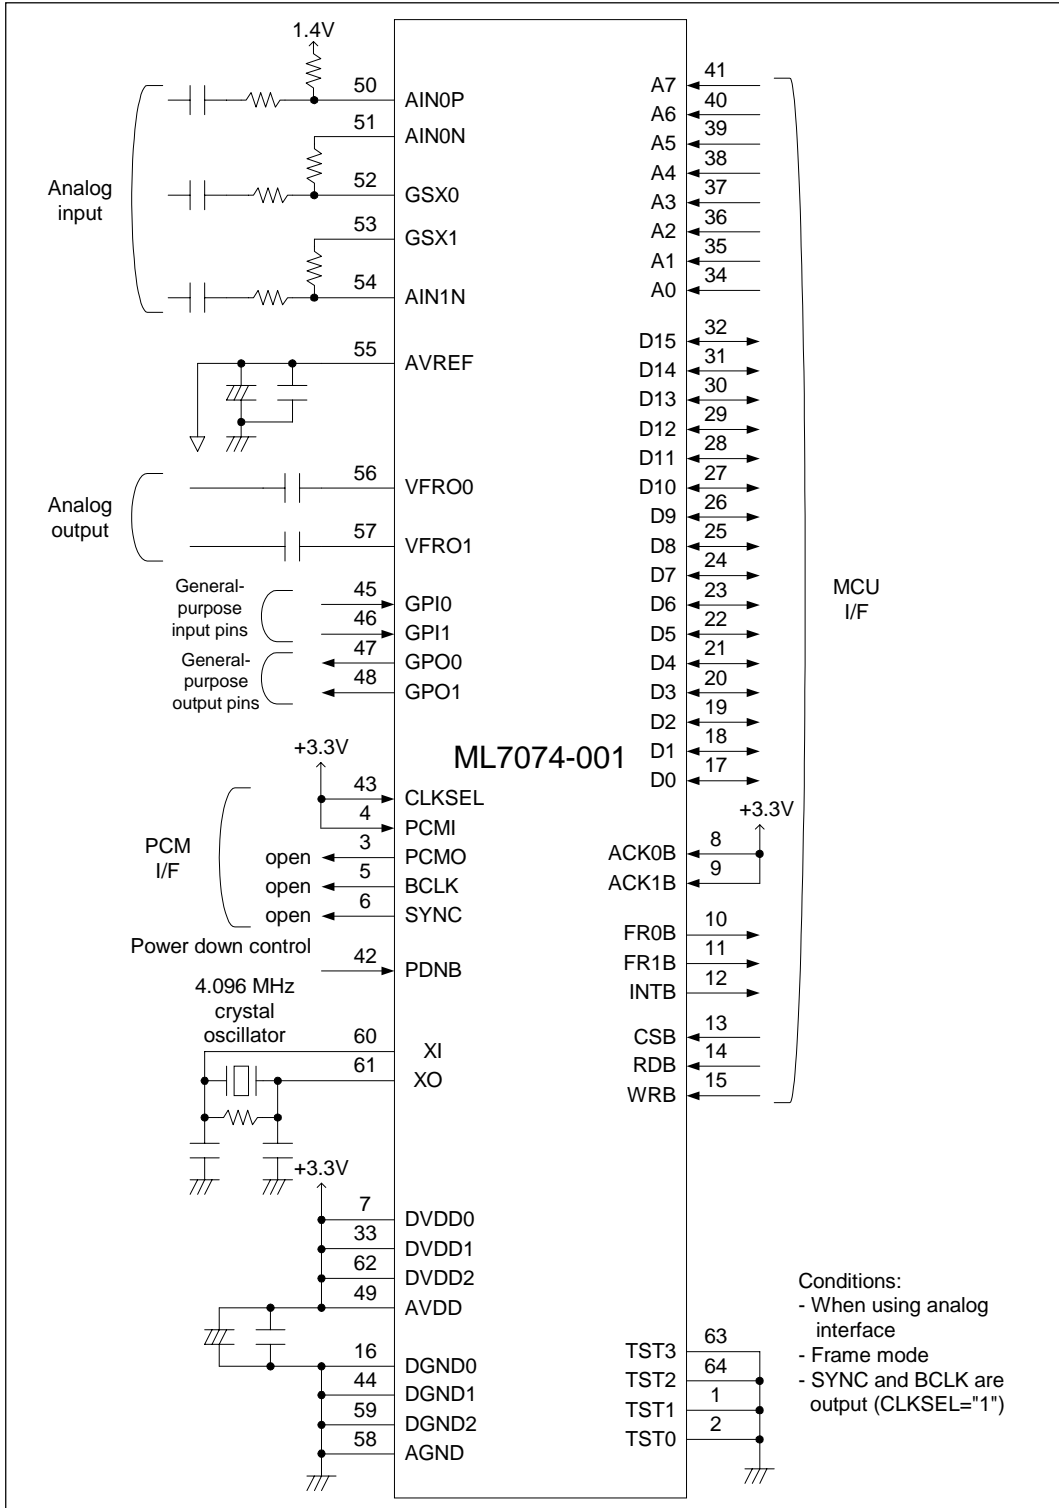 1.4V
50 AIN0P
51 AIN0N
52 GSX0
53 GSX1
54 AIN1N
Analog
input
55 AVREF
56 VFRO0
57 VFRO1
Analog
output
General-
purpose
input pins
45 GPI0
46 GPI1
General-
purpose
output pins
47 GPO0
48 GPO1
+3.3V
ML7074-001
43 CLKSEL
4 PCMI
open 3 PCMO
open 5 BCLK
open 6 SYNC
PCM
I/F
Power down control
42 PDNB
4.096 MHz
crystal
oscillator
60 XI
61 XO
+3.3V
7 DVDD0
33 DVDD1
62 DVDD2
49 AVDD
16 DGND0
44 DGND1
59 DGND2
58 AGND
A7 41
A6 40
A5 39
A4 38
A3 37
A2 36
A1 35
A0 34
D15 32
D14 31
D13 30
D12 29
D11 28
D10 27
D9 26
D8 25
D7 24
D6 23
D5 22
D4 21
D3 20
D2 19
D1 18
D0 17
MCU
I/F
+3.3V
ACK0B 8
ACK1B 9
FR0B 10
FR1B 11
INTB 12
CSB 13
RDB 14
WRB 15
TST3 63
TST2 64
TST1 1
TST0 2
Conditions:
- When using analog
interface
- Frame mode
- SYNC and BCLK are
output (CLKSEL="1")